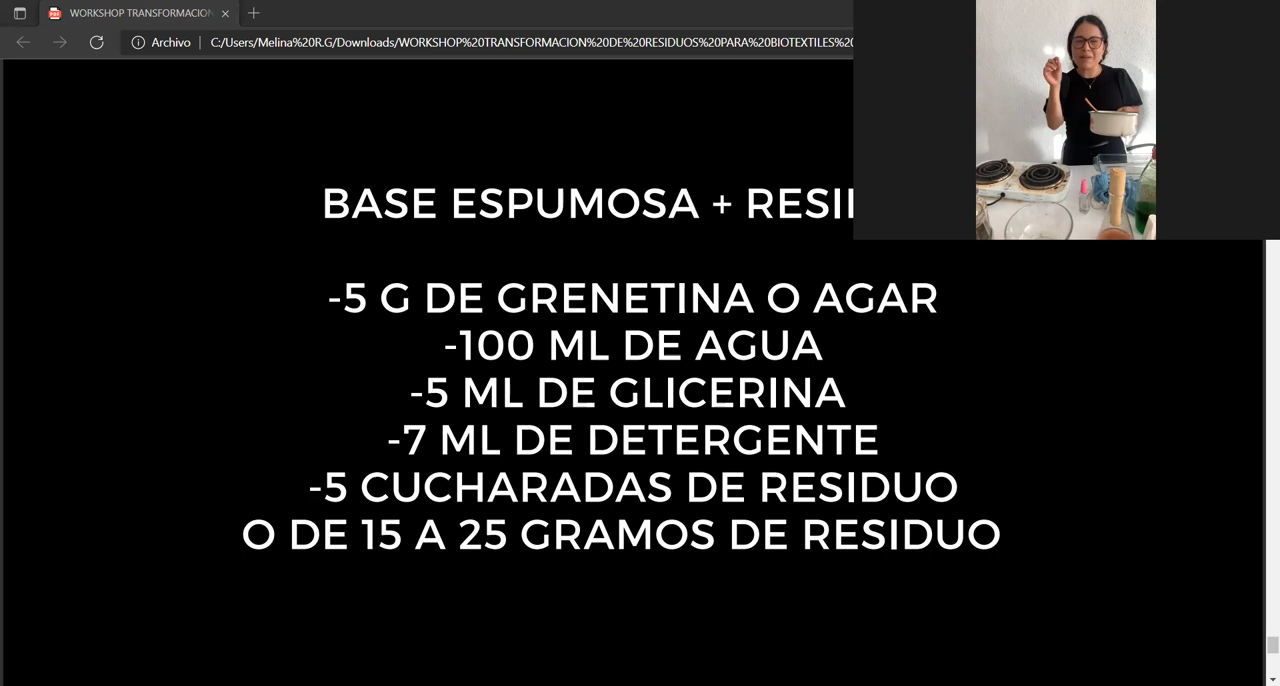 WORKSHOP TRANSFORMACION
Archivo
C:/Users/Melina%20R.G/Downloads/WORKSHOP%20TRANSFORMACION%20DE%20RESIDUOS%20PARA%20BIOTEXTILES%20
BASE ESPUMOSA + RESI
-5 G DE GRENETINA O AGAR
-100 ML DE AGUA
-5 ML DE GLICERINA
-7 ML DE DETERGENTE
-5 CUCHARADAS DE RESIDUO
O DE 15 A 25 GRAMOS DE RESIDUO